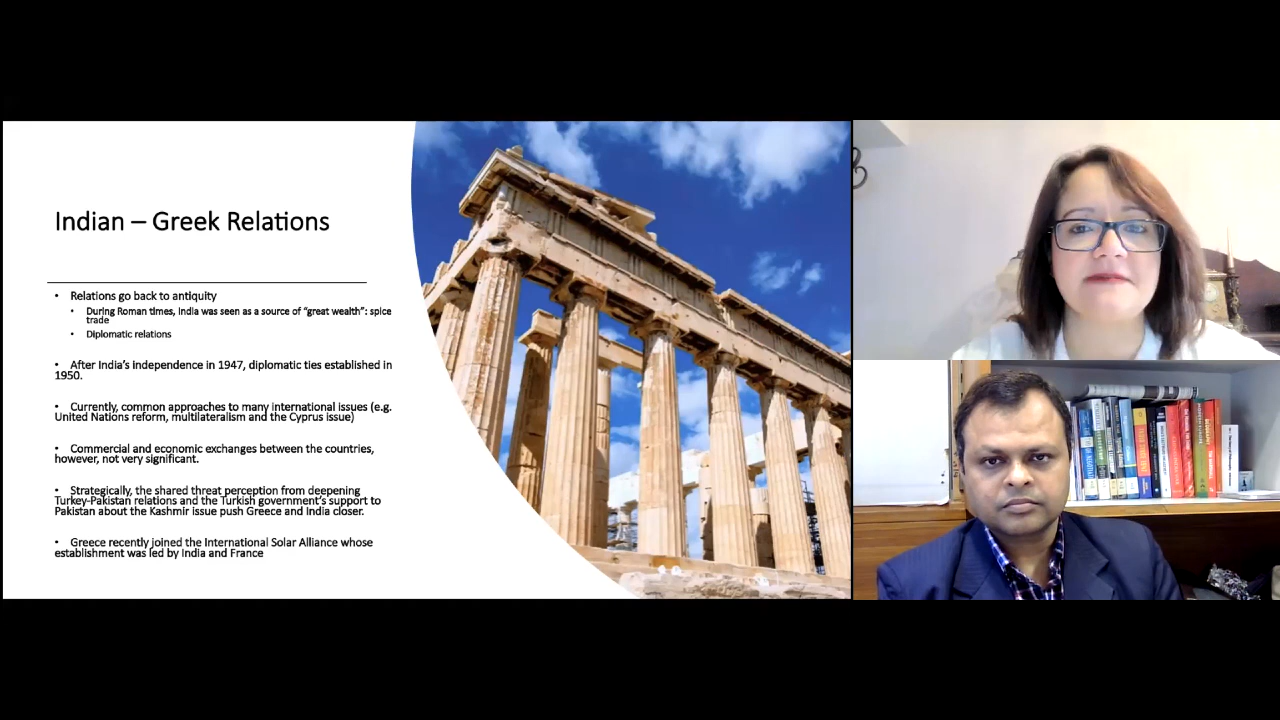 Indian – Greek Relations
• Relations go back to antiquity
• During Roman times, India was seen as a source of “great wealth”: spice
trade
• Diplomatic relations
• After India’s independence in 1947, diplomatic ties established in
1950.
• Currently, common approaches to many international issues (e.g.
United Nations reform, multilateralism and the Cyprus issue)
• Commercial and economic exchanges between the countries,
however, not very significant.
• Strategically, the shared threat perception from deepening
Turkey-Pakistan relations and the Turkish government’s support to
Pakistan about the Kashmir issue push Greece and India closer.
• Greece recently joined the International Solar Alliance whose
establishment was led by India and France